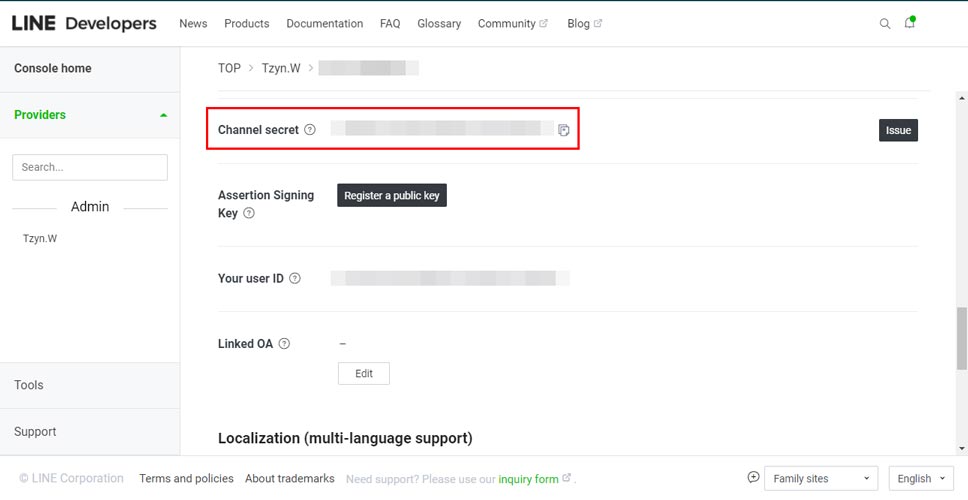 LINE Developers News Products Documentation FAQ Glossary Community Blog
Console home
TOP > Tzyn.W >
Providers
Channel secret ?
Issue
Search...
Admin
Tzyn.W
Assertion Signing
Key ?
Register a public key
Your user ID ?
Linked OA ?
–
Edit
Tools
Support
Localization (multi-language support)
© LINE Corporation Terms and policies About trademarks Need support? Please use our inquiry form. Family sites English